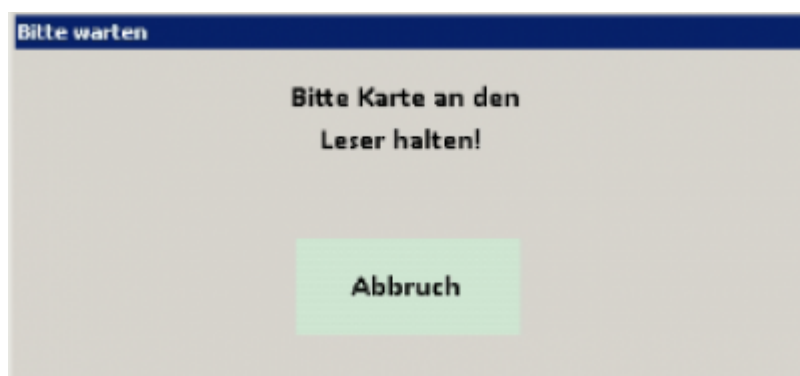 Bitte warten
Bitte Karte an den
Leser halten!
Abbruch